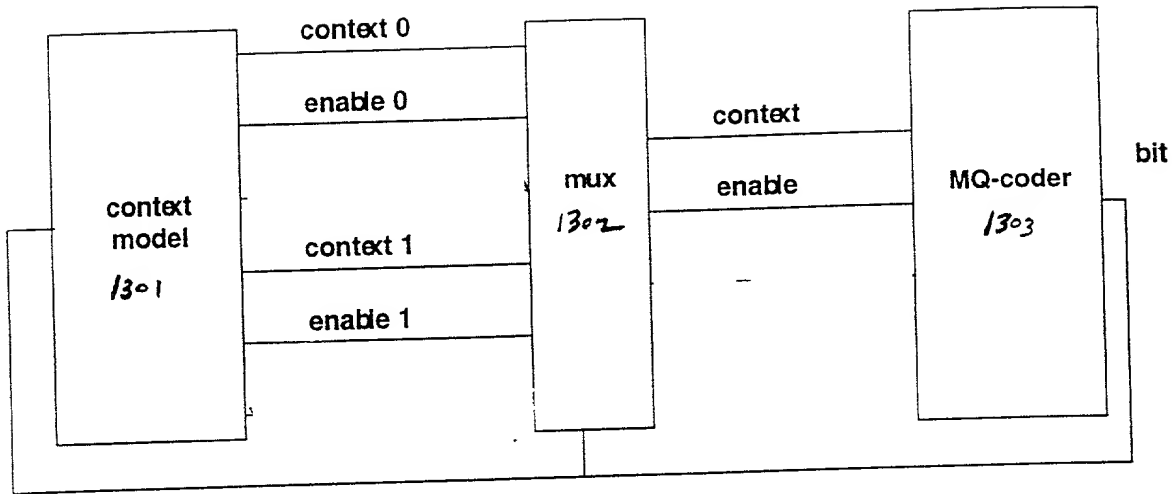 context 0
enable 0
context
model
1301
context 1
enable 1
mux
1302
context
enable
MQ-coder
1303
bit